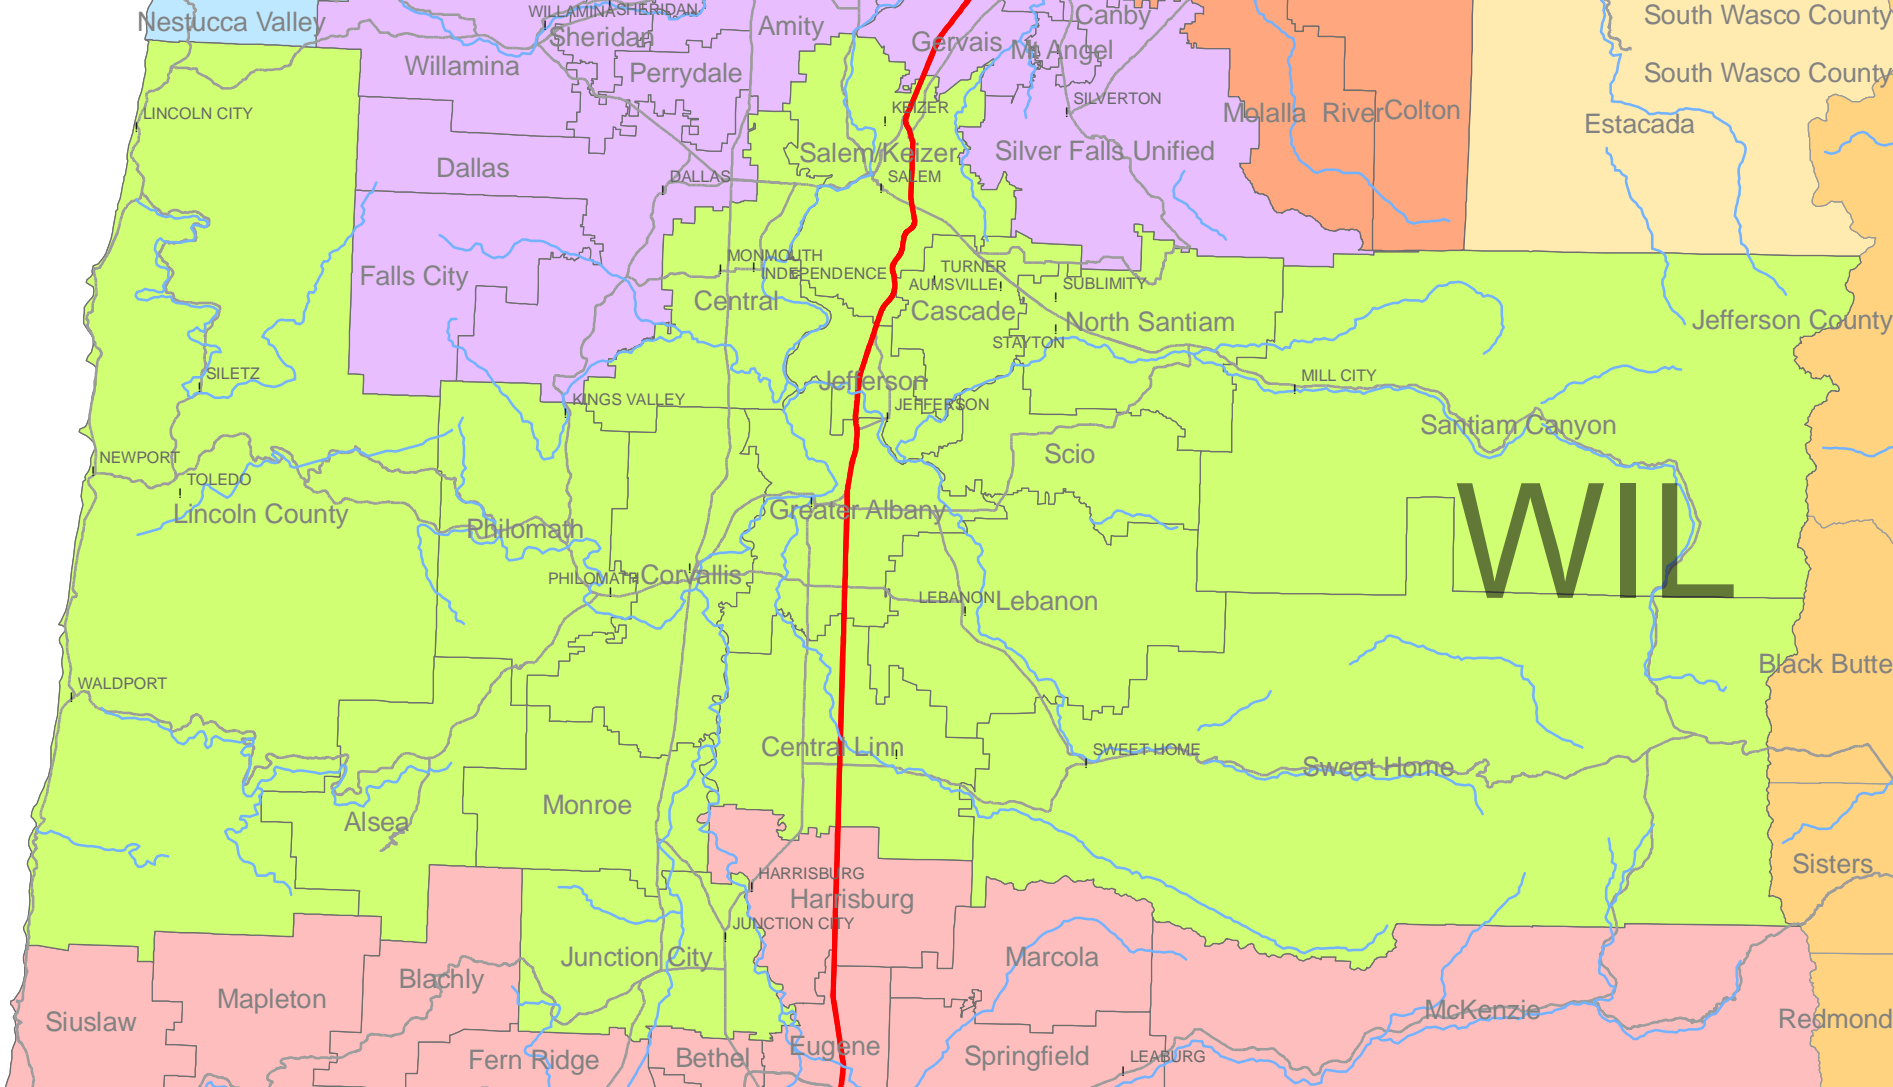 South Wasco County
Nestucca Valley
WILLAMINA
SHERIDAN
Canby
Amity
Sheridan
Gervais
Mt Angel
Willamina
Perrydale
South Wasco County
LINCOLN CITY
KEIZER
SILVERTON
Molalla River
Colton
Estacada
Salem/Keizer
Silver Falls Unified
Dallas
DALLAS
SALEM
MONMOUTH
INDEPENDENCE
TURNER
Falls City
AUMSVILLE
SUBLIMITY
Central
Cascade
North Santiam
Jefferson County
STAYTON
SILETZ
Jefferson
MILL CITY
KINGS VALLEY
JEFFERSON
Santiam Canyon
NEWPORT
Scio
TOLEDO
Lincoln County
Greater Albany
Philomath
WIL
PHILOMATH
Corvallis
LEBANON
Lebanon
Black Butte
WALDPORT
Central Linn
SWEET HOME
Sweet Home
Monroe
Alsea
Sisters
HARRISBURG
Harrisburg
JUNCTION CITY
Junction City
Marcola
Blachly
Mapleton
McKenzie
Siuslaw
Redmond
Eugene
Fern Ridge
Bethel
Springfield
LEABURG